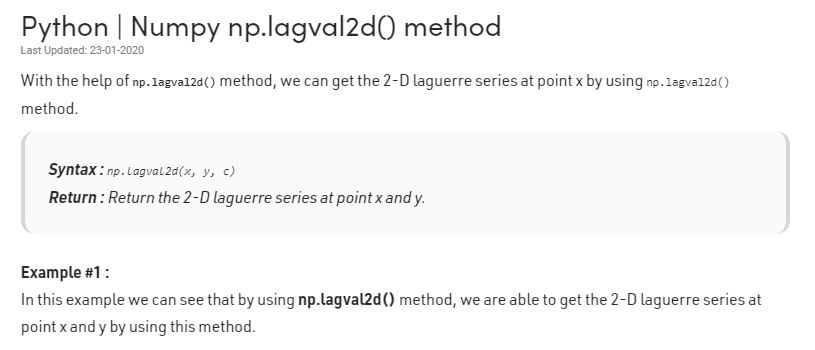 Python | Numpy np.lagval2d() method
Last Updated: 23-01-2020
With the help of np.lagval2d() method, we can get the 2-D laguerre series at point x by using np.lagval2d()
method.
Syntax : np.lagval2d(x, y, c)
Return : Return the 2-D laguerre series at point x and y.
Example #1 :
In this example we can see that by using np.lagval2d() method, we are able to get the 2-D laguerre series at
point x and y by using this method.